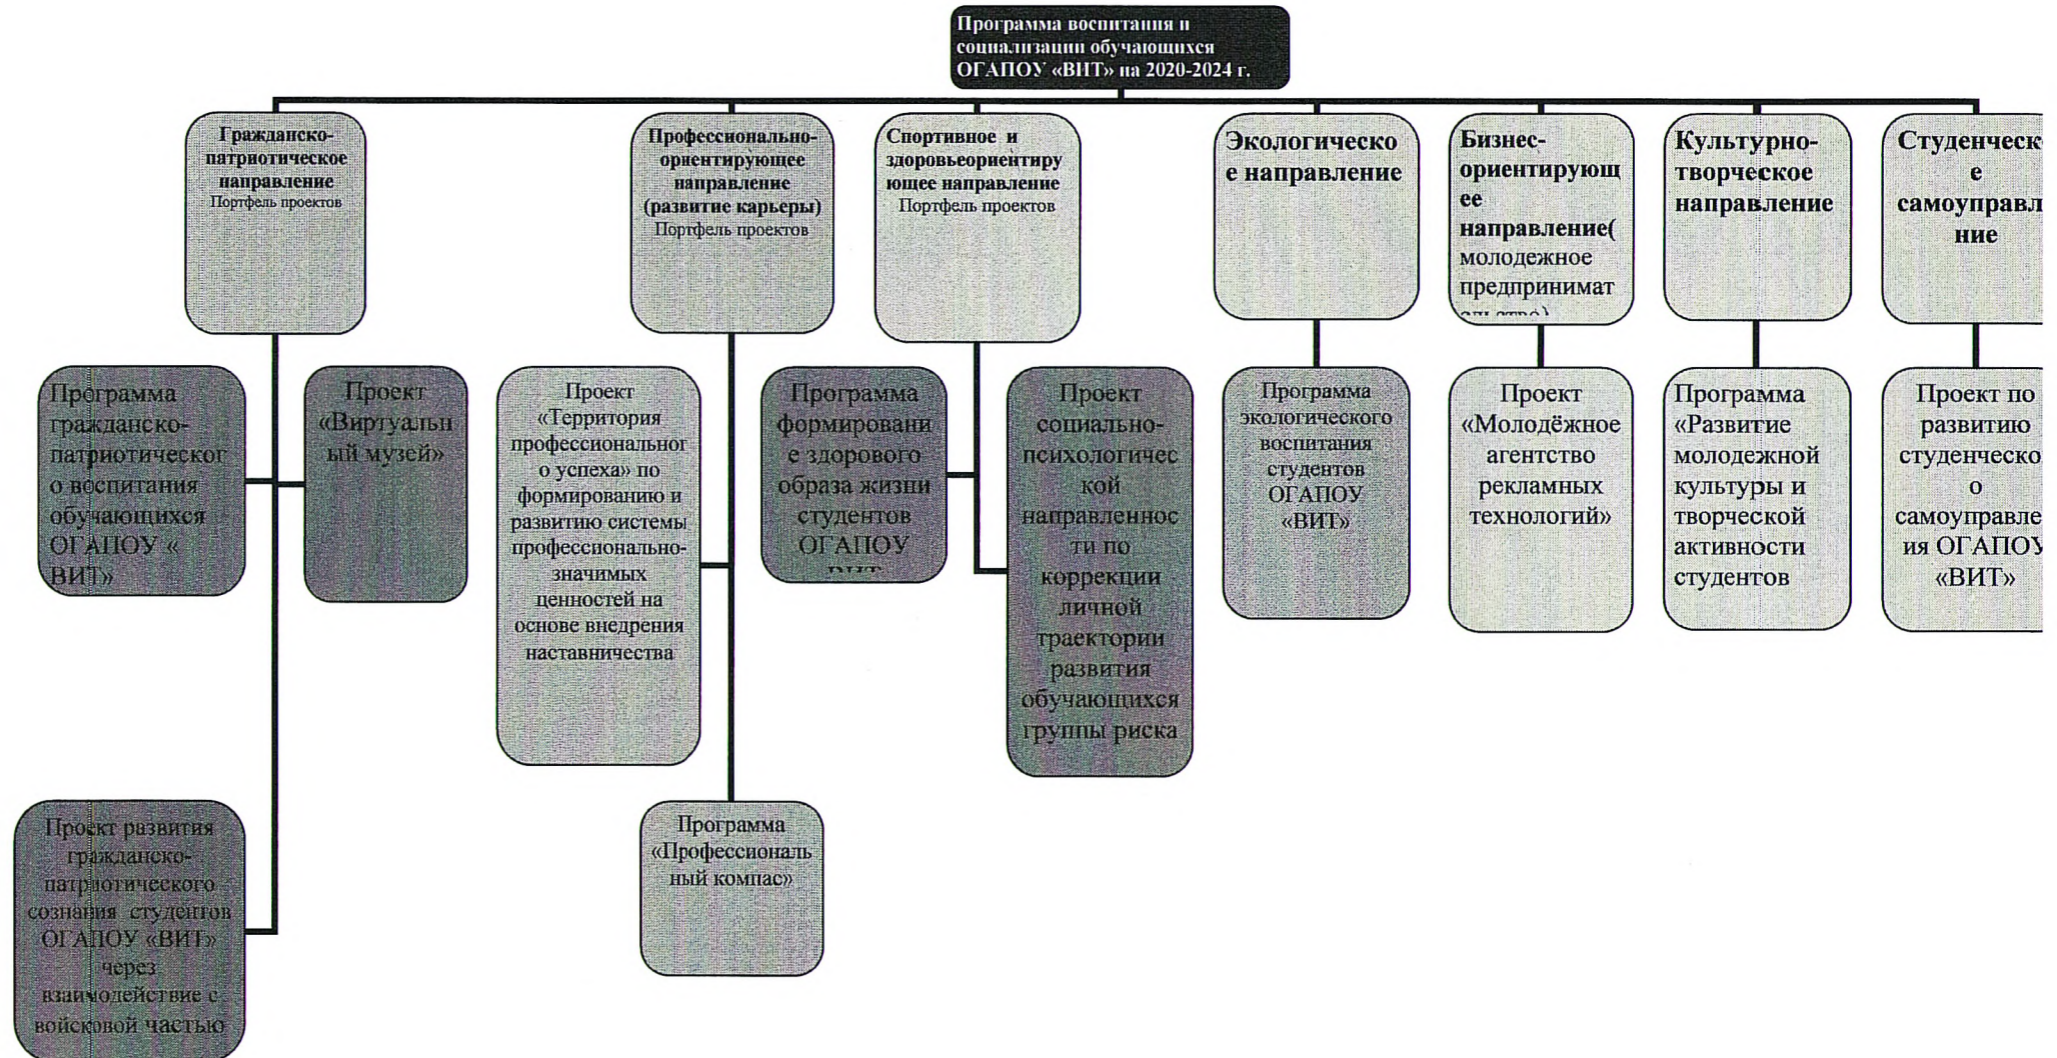 Программа воспитания и
социализации обучающихся
ОГАПОУ «ВИТ» на 2020-2024 г.
Гражданско-
патриотическое
направление
Портфель проектов
Профессионально-
ориентирующее
направление
(развитие карьеры)
Портфель проектов
Спортивное и
здоровьеориентиру
ющее направление
Портфель проектов
Экологическо
е направление
Бизнес-
ориентирующ
ее
направление(
молодежное
предпринимат
ельство)
Культурно-
творческое
направление
Студенческ
е
самоуправл
ние
Программа
гражданско-
патриотическог
о воспитания
обучающихся
ОГАПОУ «
ВИТ»
Проект
«Виртуальн
ый музей»
Проект
«Территория
профессиональног
о успеха» по
формированию и
развитию системы
профессионально-
значимых
ценностей на
основе внедрения
наставничества
Программа
формировани
е здорового
образа жизни
студентов
ОГАПОУ
ВИТ
Проект
социально-
психологичес
кой
направленнос
ти по
коррекции
личной
траектории
развития
обучающихся
группы риска
Программа
экологического
воспитания
студентов
ОГАПОУ
«ВИТ»
Проект
«Молодёжное
агентство
рекламных
технологий»
Программа
«Развитие
молодежной
культуры и
творческой
активности
студентов
Проект по
развитию
студенческо
о
самоуправле
ия ОГАПОУ
«ВИТ»
Проект развития
гражданско-
патриотического
сознания студентов
ОГАПОУ «ВИТ»
через
взаимодействие с
войсковой частью
Программа
«Профессиональ
ный компас»